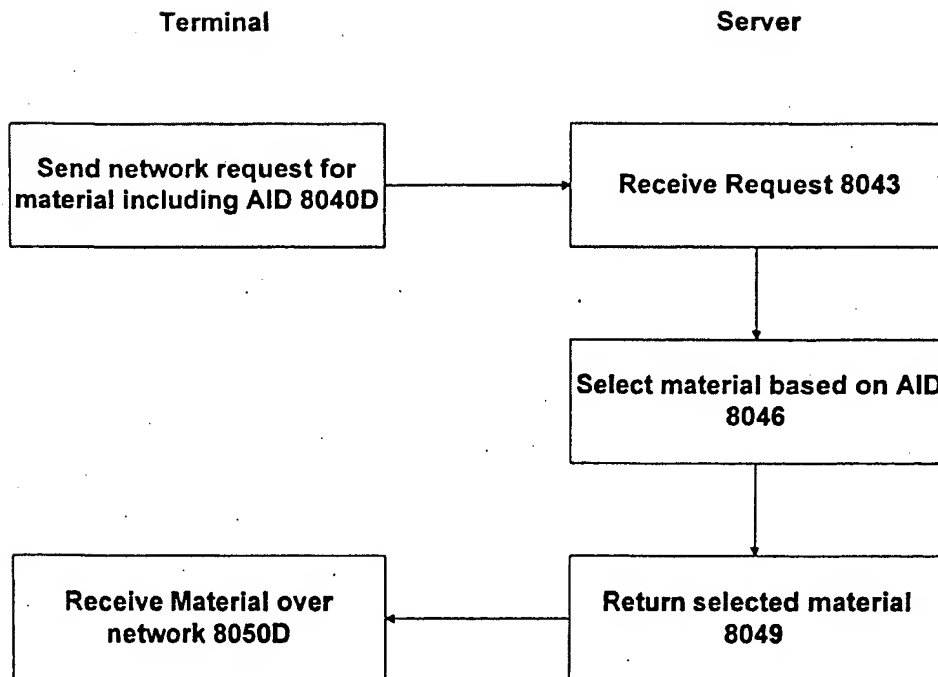 Terminal
Server
Send network request for
material including AID 8040D
Receive Request 8043
Select material based on AID
8046
Return selected material
8049
Receive Material over
network 8050D